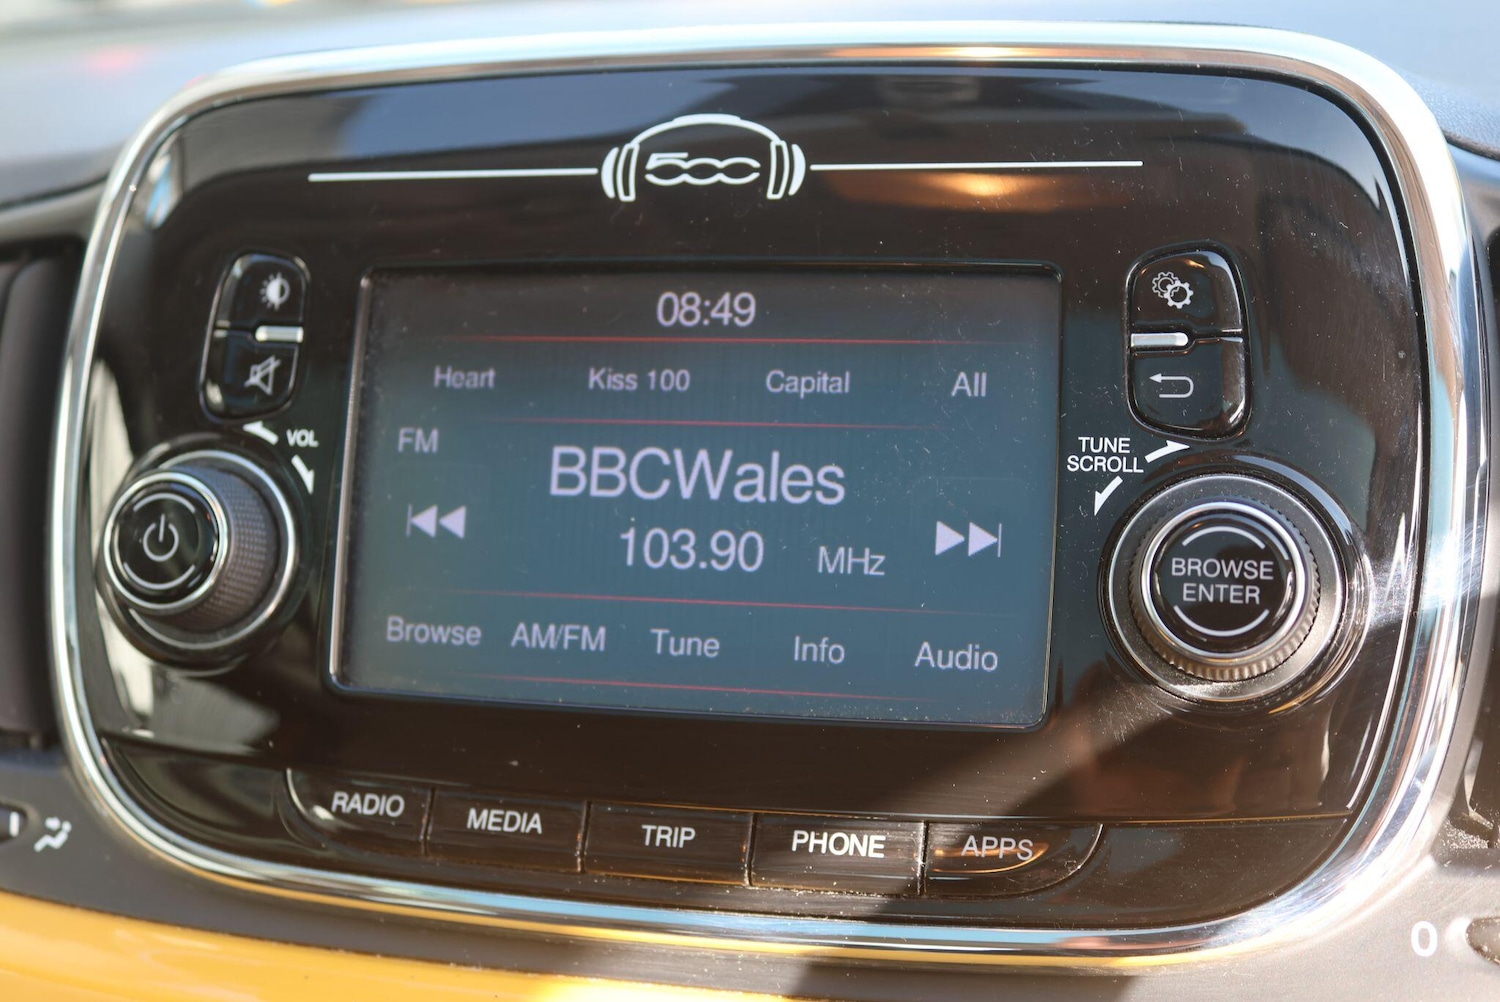 500
08:49
Heart Kiss 100 Capital All
FM
BBCWales
103.90 MHz
Browse AM/FM Tune Info Audio
VOL
TUNE
SCROLL
BROWSE
ENTER
RADIO MEDIA TRIP PHONE APPS
0